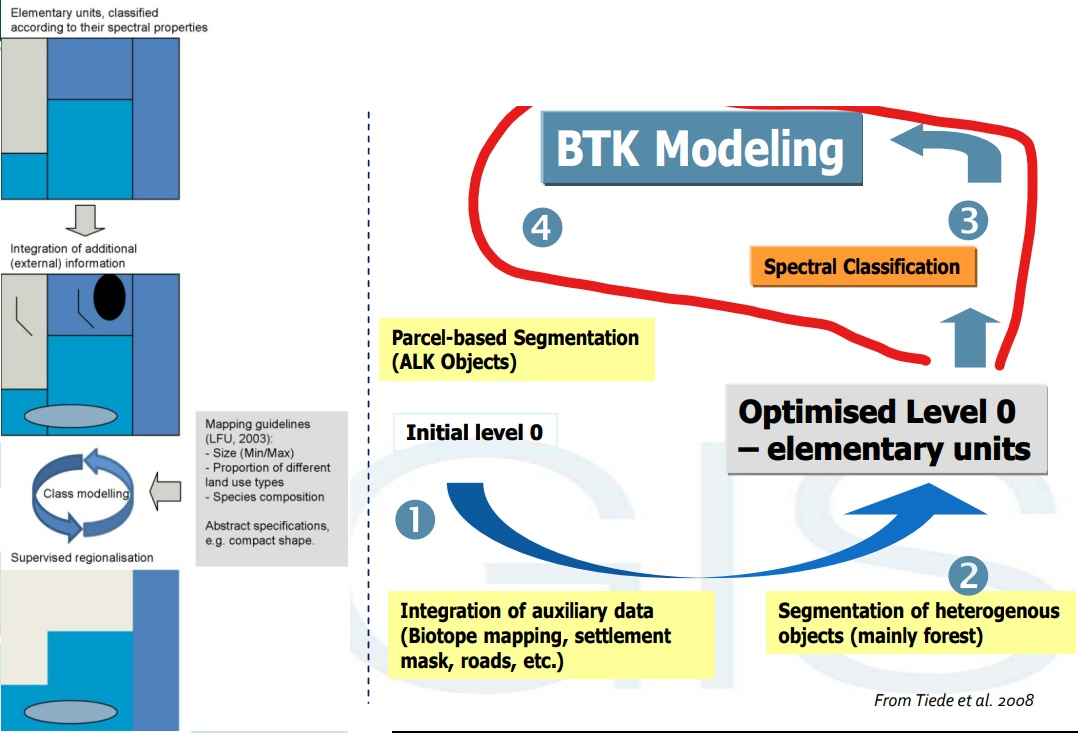 Elementary units, classified
according to their spectral properties
Integration of additional
(external) information
Mapping guidelines
(LFU, 2003):
- Size (Min/Max)
- Proportion of different
land use types
- Species composition
Abstract specifications,
e.g. compact shape.
Class modelling
Supervised regionalisation
BTK Modeling
4
3
Spectral Classification
Parcel-based Segmentation
(ALK Objects)
Initial level 0
Optimised Level 0
– elementary units
1
2
Integration of auxiliary data
(Biotope mapping, settlement
mask, roads, etc.)
Segmentation of heterogenous
objects (mainly forest)
From Tiede et al. 2008
GIS